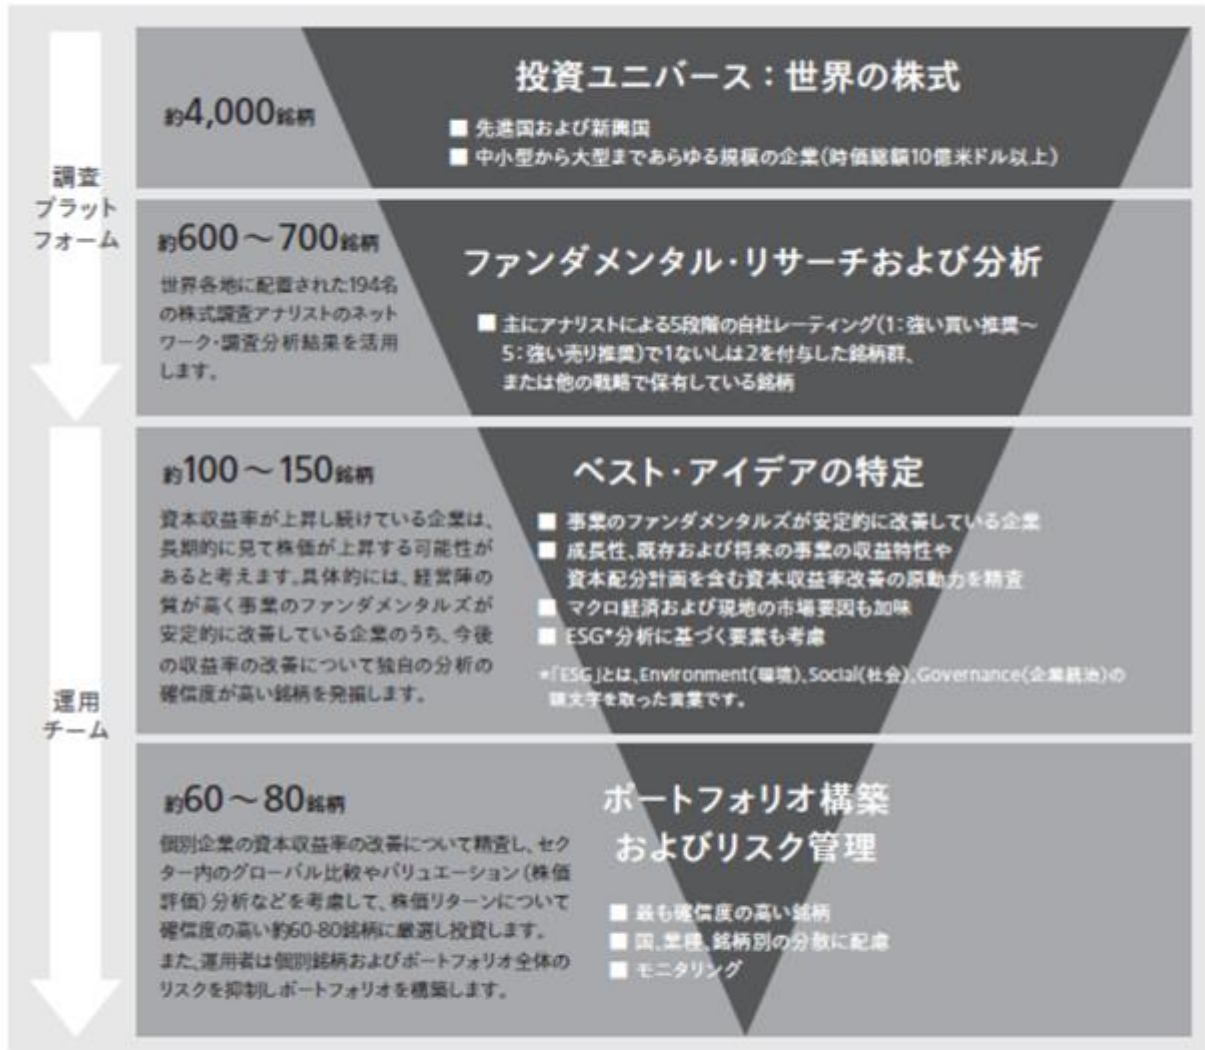 調査
プラット
フォーム
約4,000銘柄
投資ユニバース：世界の株式
■ 先進国および新興国
■ 中小型から大型まであらゆる規模の企業（時価総額10億米ドル以上）
約600～700銘柄
世界各地に配置された194名
の株式調査アナリストのネット
ワーク・調査分析結果を活用
します。
ファンダメンタル・リサーチおよび分析
■ 主にアナリストによる5段階の自社レーティング（1：強い買い推奨～
5：強い売り推奨）で1ないしは2を付与した銘柄群、
または他の戦略で保有している銘柄
運用
チーム
約100～150銘柄
資本収益率が上昇し続けている企業は、
長期的に見て株価が上昇する可能性が
あると考えます。具体的には、経営陣の
質が高く事業のファンダメンタルズが
安定的に改善している企業のうち、今後
の収益率の改善について独自の分析の
確信度が高い銘柄を発掘します。
ベスト・アイデアの特定
■ 事業のファンダメンタルズが安定的に改善している企業
■ 成長性、既存および将来の事業の収益特性や
資本配分計画を含む資本収益率改善の原動力を精査
■ マクロ経済および現地の市場要因も加味
■ ESG*分析に基づく要素も考慮
*「ESG」とは、Environment（環境）、Social（社会）、Governance（企業統治）の
頭文字を取った言葉です。
約60～80銘柄
個別企業の資本収益率の改善について精査し、セク
ター内のグローバル比較やバリュエーション（株価
評価）分析などを考慮して、株価リターンについて
確信度の高い約60-80銘柄に厳選し投資します。
また、運用者は個別銘柄およびポートフォリオ全体の
リスクを抑制しポートフォリオを構築します。
ポートフォリオ構築
およびリスク管理
■ 最も確信度の高い銘柄
■ 国、業種、銘柄別の分散に配慮
■ モニタリング